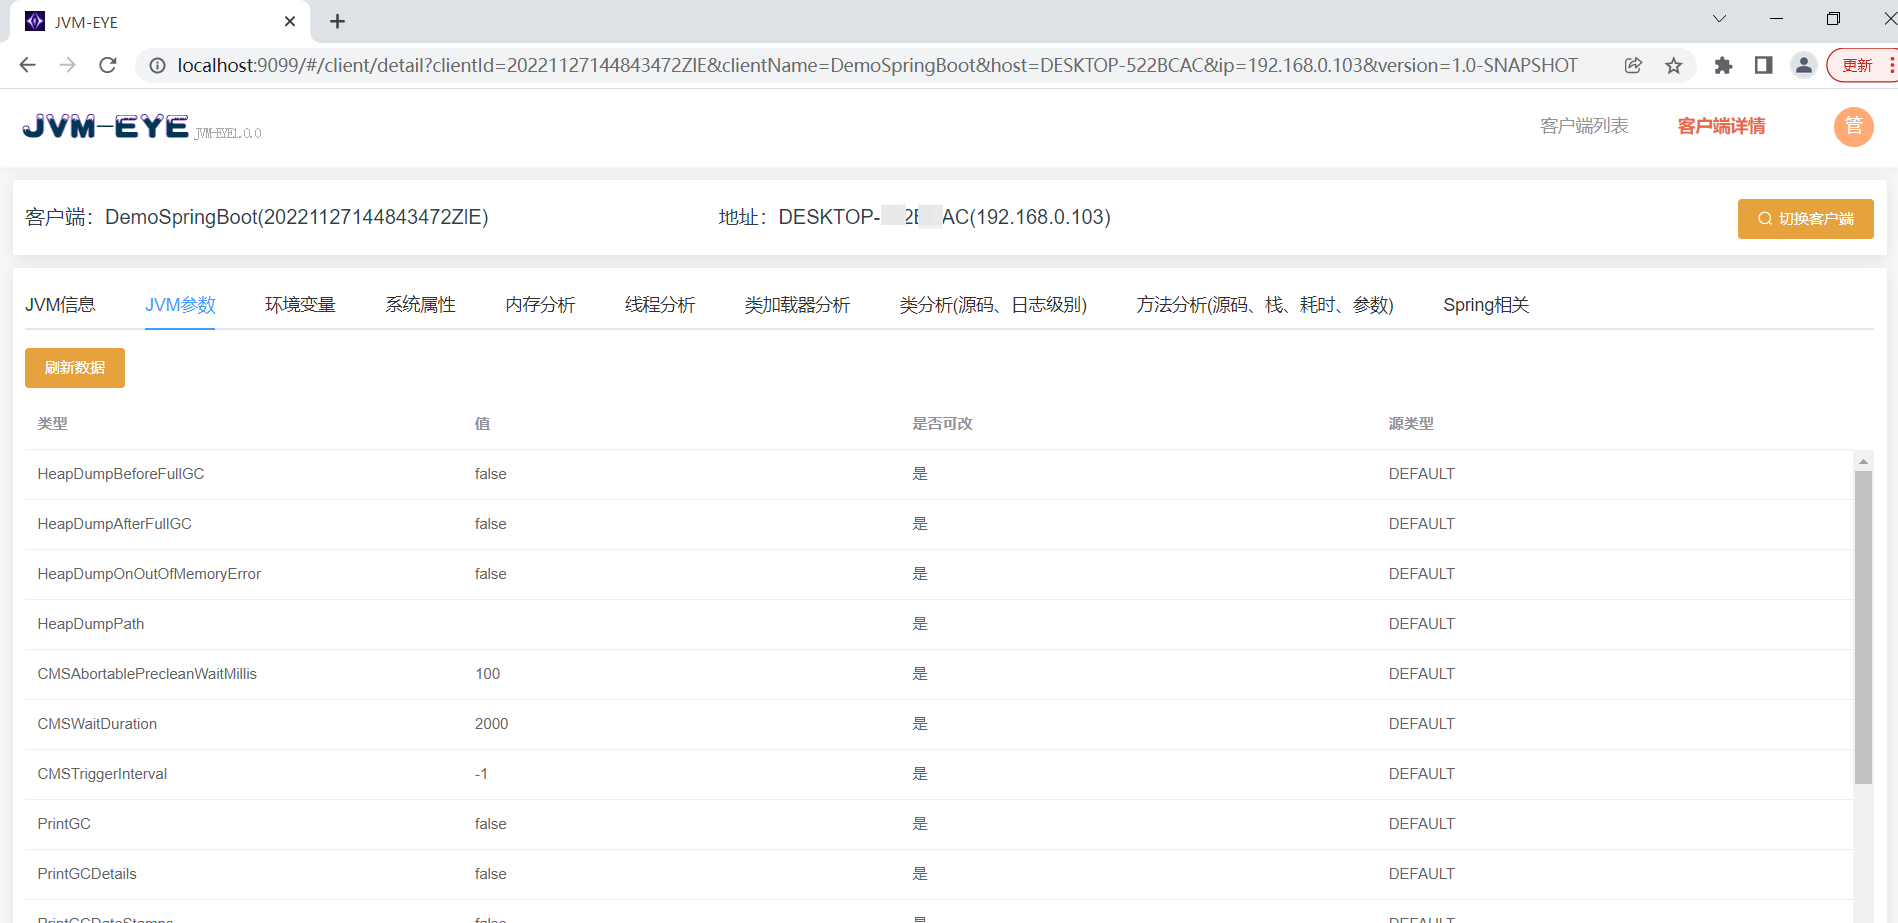 JVM-EYE
localhost:9099/#/client/detail?clientId=20221127144843472ZIE&clientName=DemoSpringBoot&host=DESKTOP-522BCAC&ip=192.168.0.103&version=1.0-SNAPSHOT
更新
JVM-EYE JVM-EYE1.0.0
客户端列表 客户端详情 管
客户端：DemoSpringBoot(20221127144843472ZIE) 地址：DESKTOP- 2 AC(192.168.0.103) 切换客户端
JVM信息 JVM参数 环境变量 系统属性 内存分析 线程分析 类加载器分析 类分析(源码、日志级别) 方法分析(源码、栈、耗时、参数) Spring相关
刷新数据
类型 值 是否可改 源类型
HeapDumpBeforeFullGC false 是 DEFAULT
HeapDumpAfterFullGC false 是 DEFAULT
HeapDumpOnOutOfMemoryError false 是 DEFAULT
HeapDumpPath 是 DEFAULT
CMSAbortablePrecleanWaitMillis 100 是 DEFAULT
CMSWaitDuration 2000 是 DEFAULT
CMSTriggerInterval -1 是 DEFAULT
PrintGC false 是 DEFAULT
PrintGCDetails false 是 DEFAULT
PrintGCDateStamps false 是 DEFAULT